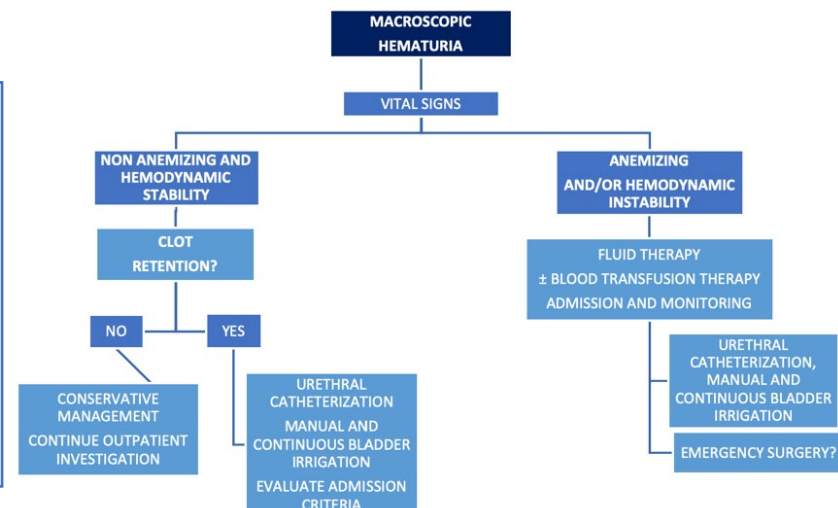 MACROSCOPIC
HEMATURIA
VITAL SIGNS
NON ANEMIZING AND
HEMODYNAMIC
STABILITY
ANEMIZING
AND/OR HEMODYNAMIC
INSTABILITY
CLOT
RETENTION?
FLUID THERAPY
± BLOOD TRANSFUSION THERAPY
ADMISSION AND MONITORING
NO
YES
CONSERVATIVE
MANAGEMENT
CONTINUE OUTPATIENT
INVESTIGATION
URETHRAL
CATHETERIZATION
MANUAL AND
CONTINUOUS BLADDER
IRRIGATION
EVALUATE ADMISSION
CRITERIA
URETHRAL
CATHETERIZATION,
MANUAL AND
CONTINUOUS BLADDER
IRRIGATION
EMERGENCY SURGERY?